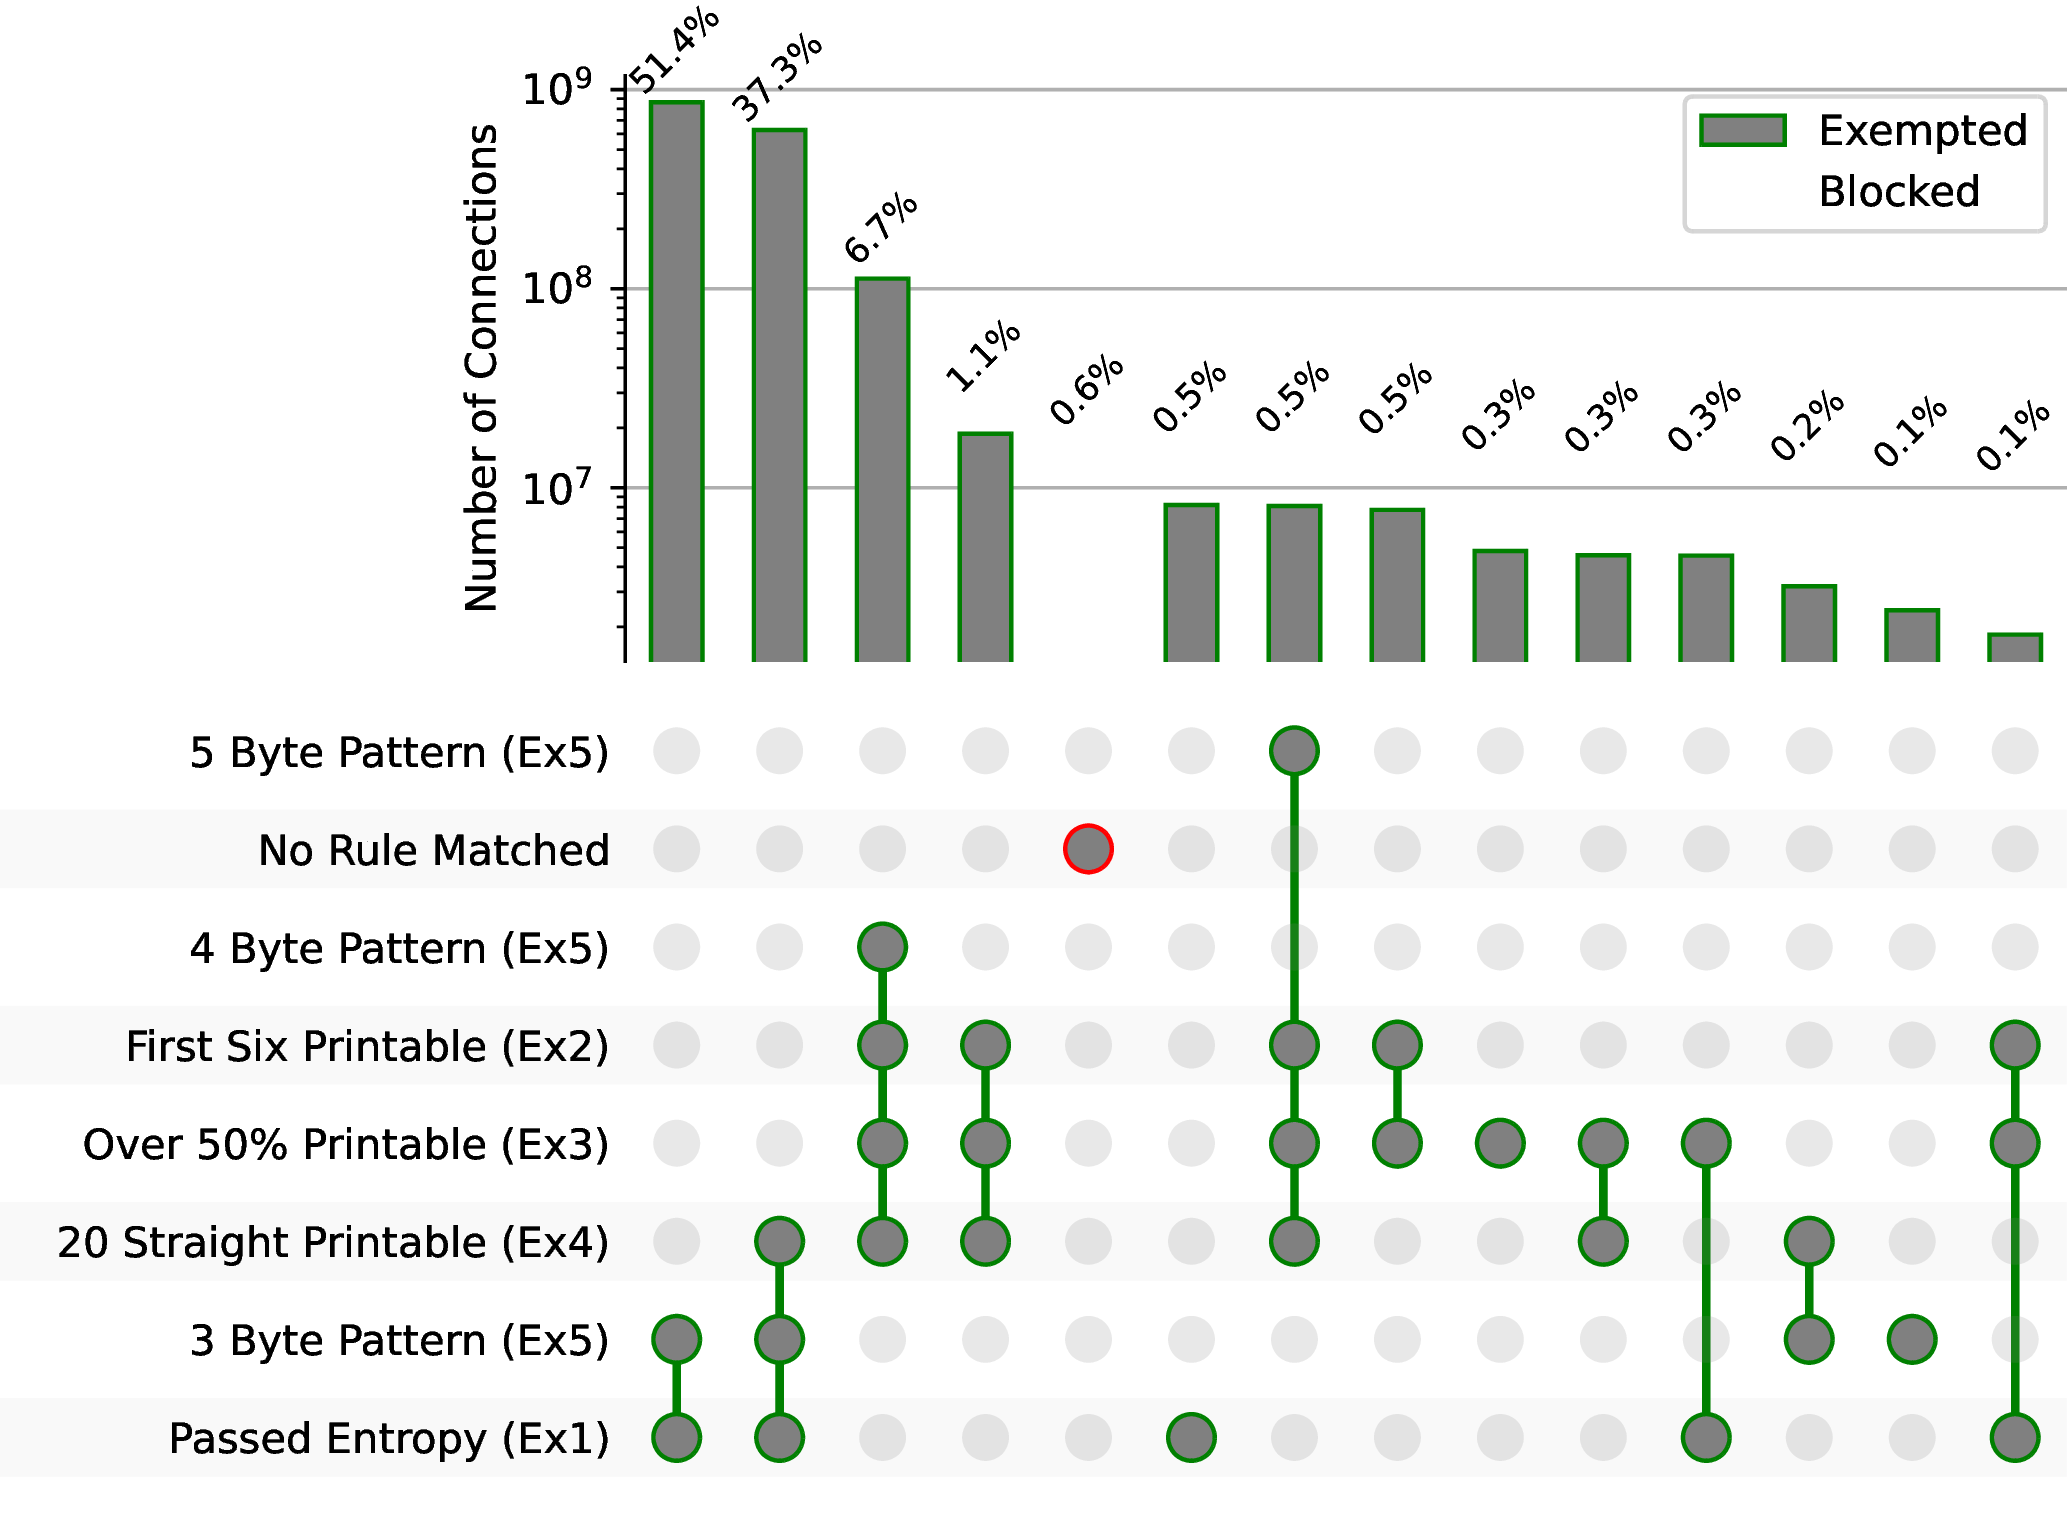 51.4%
37.3%
6.7%
1.1%
0.6%
0.5%
0.5%
0.5%
0.3%
0.3%
0.3%
0.2%
0.1%
0.1%
10⁹
10⁸
10⁷
Number of Connections
Exempted
Blocked
5 Byte Pattern (Ex5)
No Rule Matched
4 Byte Pattern (Ex5)
First Six Printable (Ex2)
Over 50% Printable (Ex3)
20 Straight Printable (Ex4)
3 Byte Pattern (Ex5)
Passed Entropy (Ex1)